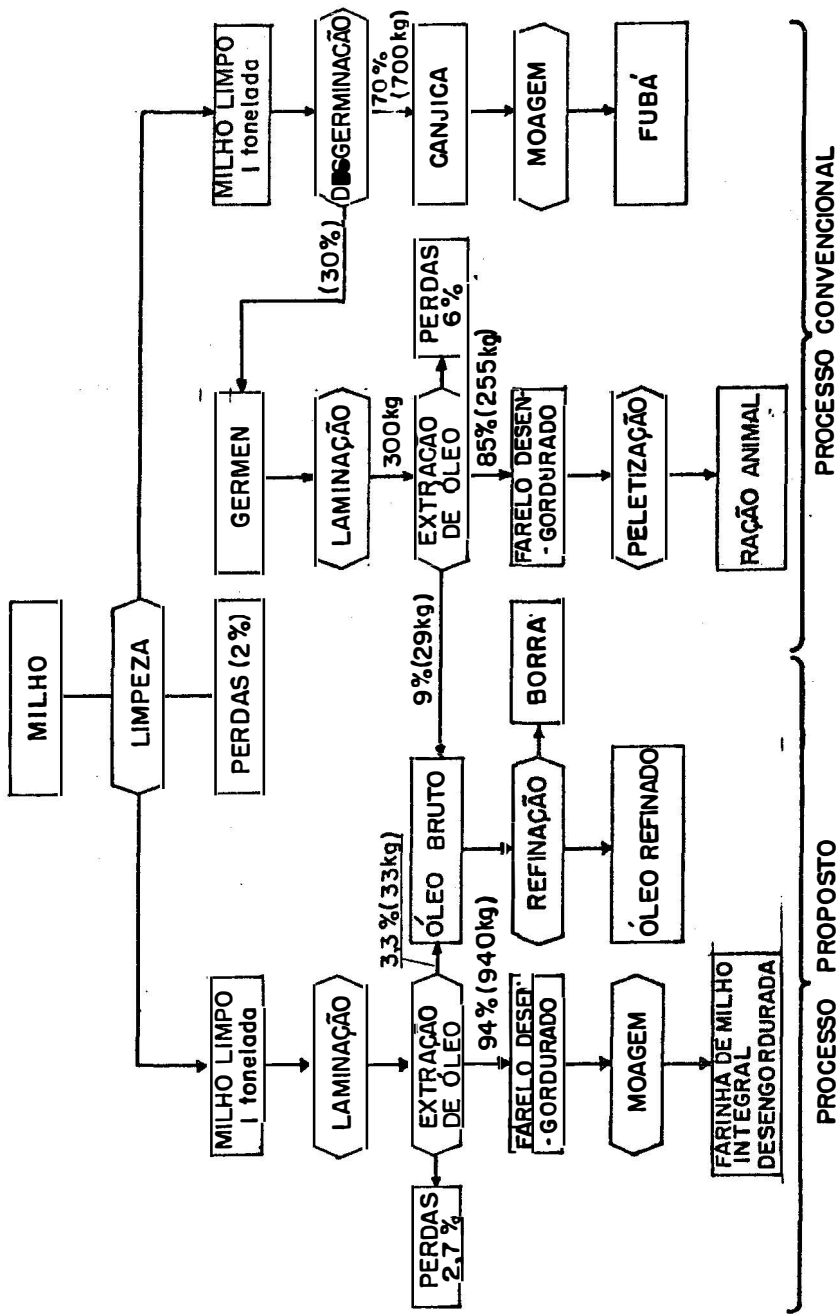 MILHO
LIMPEZA
PERDAS (2%)
MILHO LIMPO
1 tonelada
LAMINAÇÃO
EXTRAÇÃO
DE ÓLEO
PERDAS
2,7%
3,3%(33kg)
94%(940kg)
FARELO DESEN-
-GORDURADO
MOAGEM
FARINHA DE MILHO
INTEGRAL
DESENGORDURADA
ÓLEO BRUTO
REFINAÇÃO
BORRA
ÓLEO REFINADO
9%(29kg)
MILHO LIMPO
1 tonelada
DESGERMINAÇÃO
(30%)
70%
(700kg)
CANJICA
MOAGEM
FUBÁ
GERMEN
LAMINAÇÃO
300kg
EXTRAÇAO
DE ÓLEO
PERDAS
6%
85%(255kg)
FARELO DESEN-
-GORDURADO
PELETIZAÇÃO
RAÇÃO ANIMAL
PROCESSO PROPOSTO
PROCESSO CONVENCIONAL